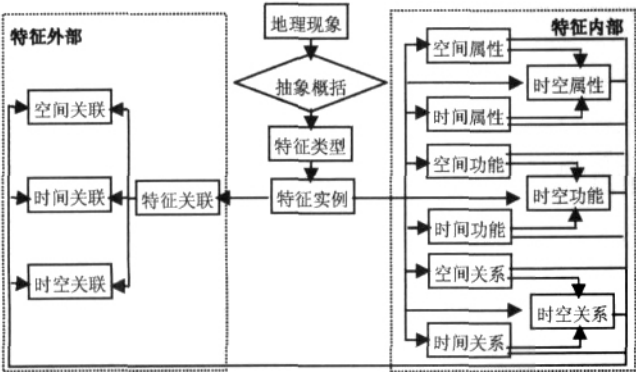 地理现象
特征外部
特征内部
空间属性
抽象概括
时空属性
空间关联
时间属性
特征类型
空间功能
时间关联
特征关联
特征实例
时空功能
时间功能
空间关系
时空关联
时空关系
时间关系